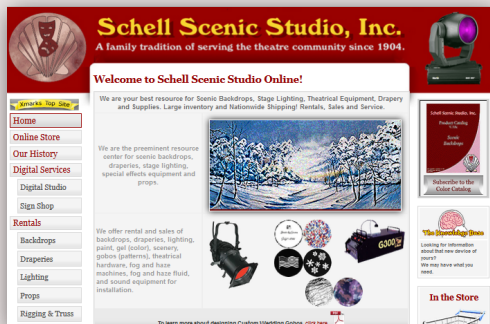 Schell Scenic Studio, Inc.
A family tradition of serving the theatre community since 1904.
Xmarks Top Site
Home
Online Store
Our History
Digital Services
Digital Studio
Sign Shop
Rentals
Backdrops
Draperies
Lighting
Props
Rigging & Truss
Welcome to Schell Scenic Studio Online!
We are your best resource for Scenic Backdrops, Stage Lighting, Theatrical Equipment, Drapery
and Supplies. Large inventory and Nationwide Shipping! Rentals, Sales and Service.
We are the preeminent resource
center for scenic backdrops,
draperies, stage lighting,
special effects equipment and
props.
We offer rental and sales of
backdrops, draperies, lighting,
paint, gel (color), scenery,
gobos (patterns), theatrical
hardware, fog and haze
machines, fog and haze fluid,
and sound equipment for
installation.
G300
To learn more about designing Custom Wedding Gobos, click here
Schell Scenic Studio, Inc.
Product Catalog
Scenic
Backdrops
Subscribe to the
Color Catalog
The Knowledge Base
Looking for information
about that new device of
yours?
We may have what you
need.
In the Store